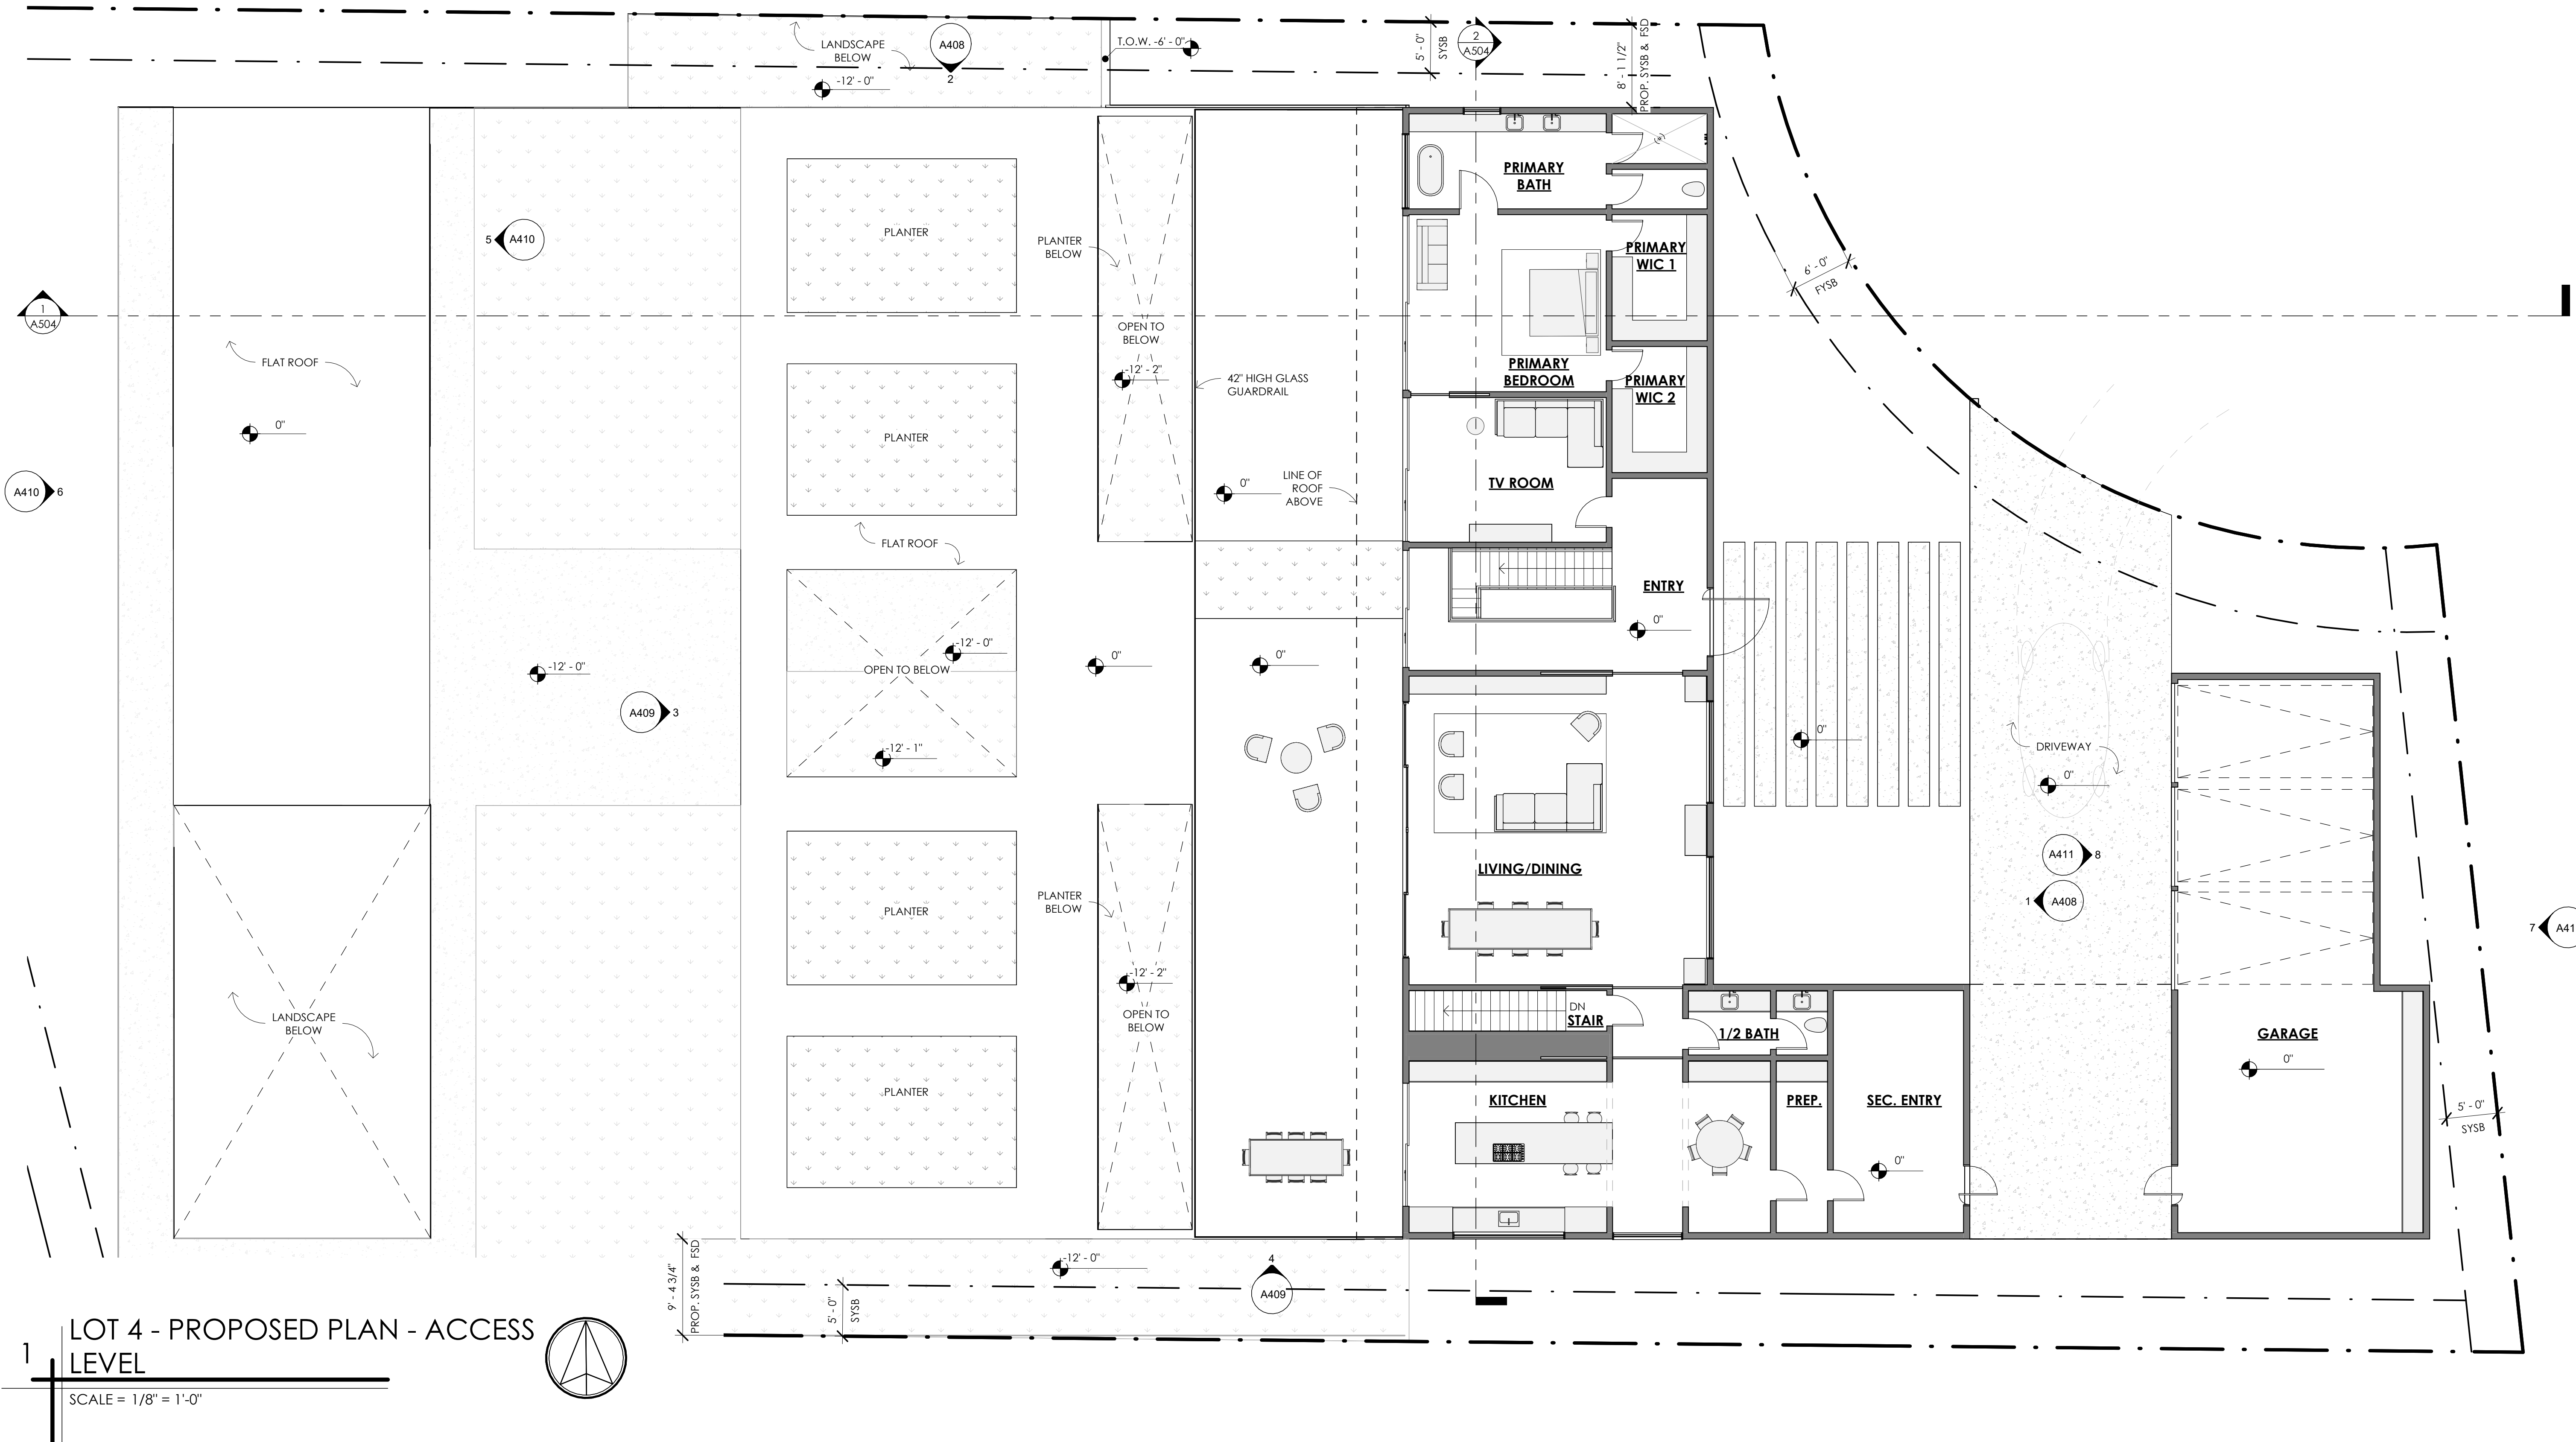 LANDSCAPE
BELOW
A408
2
-12' - 0"
T.O.W. -6' - 0"
5' - 0"
SYSB
2
A504
8' - 1 1/2"
PROP. SYSB & FSD
PRIMARY
BATH
5
A410
PLANTER
PLANTER
BELOW
PRIMARY
WIC 1
6' - 0"
FYSB
1
A504
OPEN TO
BELOW
-12' - 2"
FLAT ROOF
0"
42" HIGH GLASS
GUARDRAIL
PRIMARY
BEDROOM
PRIMARY
WIC 2
PLANTER
A410
6
LINE OF
ROOF
ABOVE
0"
TV ROOM
FLAT ROOF
ENTRY
0"
-12' - 0"
OPEN TO BELOW
-12' - 0"
0"
0"
A409
3
-12' - 1"
0"
DRIVEWAY
0"
A411
8
1
A408
LIVING/DINING
PLANTER
PLANTER
BELOW
7
A41
-12' - 2"
OPEN TO
BELOW
LANDSCAPE
BELOW
DN
STAIR
1/2 BATH
GARAGE
0"
PLANTER
KITCHEN
PREP.
SEC. ENTRY
0"
5' - 0"
SYSB
9' - 4 3/4"
PROP. SYSB & FSD
5' - 0"
SYSB
-12' - 0"
4
A409
1
LOT 4 - PROPOSED PLAN - ACCESS
LEVEL
SCALE = 1/8" = 1'-0"